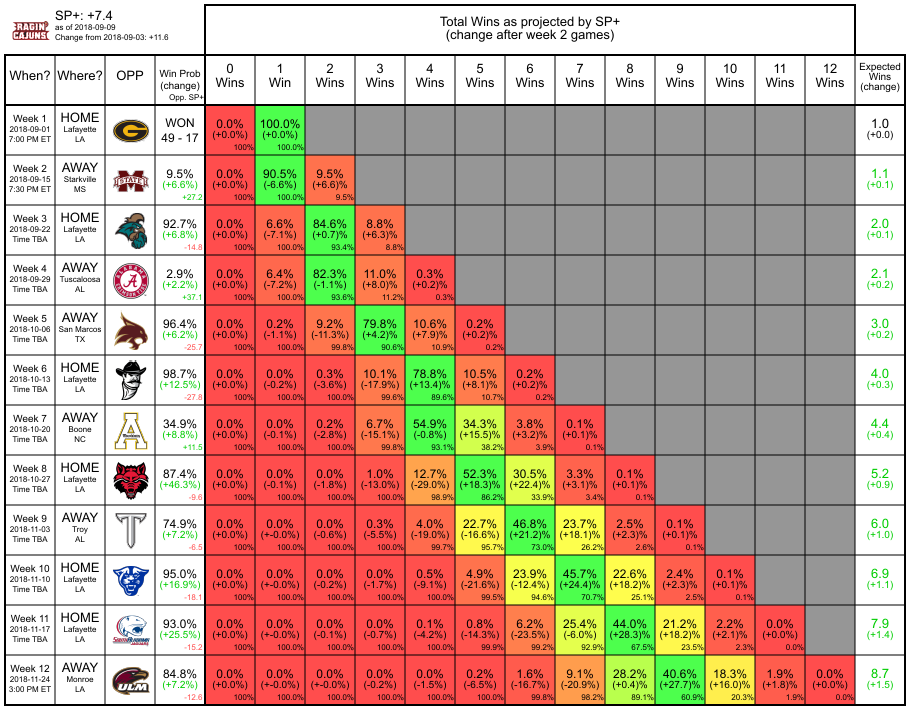 RAGIN' CAJUNS
SP+: +7.4
as of 2018-09-09
Change from 2018-09-03: +11.6
Total Wins as projected by SP+
(change after week 2 games)
When? Where? OPP Win Prob (change) Opp. SP+ 0 Wins 1 Win 2 Wins 3 Wins 4 Wins 5 Wins 6 Wins 7 Wins 8 Wins 9 Wins 10 Wins 11 Wins 12 Wins Expected Wins (change)
Week 1 HOME G WON 0.0% 100.0% 1.0
2018-09-01 Lafayette 49 - 17 (+0.0%) (+0.0%) (+0.0)
7:00 PM ET LA 100% 100.0%
Week 2 AWAY STATE 9.5% 0.0% 90.5% 9.5% 1.1
2018-09-15 Starkville (+6.6%) (+0.0%) (-6.6%) (+6.6%) (+0.1)
7:30 PM ET MS +27.2 100% 100.0% 9.5%
Week 3 HOME 92.7% 0.0% 6.6% 84.6% 8.8% 2.0
2018-09-22 Lafayette (+6.8%) (+0.0%) (-7.1%) (+0.7%) (+6.3%) (+0.1)
Time TBA LA -14.8 100% 100.0% 93.4% 8.8%
Week 4 AWAY A 2.9% 0.0% 6.4% 82.3% 11.0% 0.3% 2.1
2018-09-29 Tuscaloosa (+2.2%) (+0.0%) (-7.2%) (-1.1%) (+8.0%) (+0.2%) (+0.2)
Time TBA AL +37.1 100% 100.0% 93.6% 11.2% 0.3%
Week 5 AWAY 96.4% 0.0% 0.2% 9.2% 79.8% 10.6% 0.2% 3.0
2018-10-06 San Marcos (+6.2%) (+0.0%) (-1.1%) (-11.3%) (+4.2%) (+7.9%) (+0.2%) (+0.2)
Time TBA TX -25.7 100% 100.0% 99.8% 90.6% 10.9% 0.2%
Week 6 HOME 98.7% 0.0% 0.0% 0.3% 10.1% 78.8% 10.5% 0.2% 4.0
2018-10-13 Lafayette (+12.5%) (+0.0%) (-0.2%) (-3.6%) (-17.9%) (+13.4%) (+8.1%) (+0.2%) (+0.3)
Time TBA LA -27.8 100% 100.0% 100.0% 99.6% 89.6% 10.7% 0.2%
Week 7 AWAY A 34.9% 0.0% 0.0% 0.2% 6.7% 54.9% 34.3% 3.8% 0.1% 4.4
2018-10-20 Boone (+8.8%) (+0.0%) (-0.1%) (-2.8%) (-15.1%) (-0.8%) (+15.5%) (+3.2%) (+0.1%) (+0.4)
Time TBA NC +11.5 100% 100.0% 100.0% 99.8% 93.1% 38.2% 3.9% 0.1%
Week 8 HOME 87.4% 0.0% 0.0% 0.0% 1.0% 12.7% 52.3% 30.5% 3.3% 0.1% 5.2
2018-10-27 Lafayette (+46.3%) (+0.0%) (-0.1%) (-1.8%) (-13.0%) (-29.0%) (+18.3%) (+22.4%) (+3.1%) (+0.1%) (+0.9)
Time TBA LA -9.6 100% 100.0% 100.0% 100.0% 98.9% 86.2% 33.9% 3.4% 0.1%
Week 9 AWAY T 74.9% 0.0% 0.0% 0.0% 0.3% 4.0% 22.7% 46.8% 23.7% 2.5% 0.1% 6.0
2018-11-03 Troy (+7.2%) (+0.0%) (+-0.0%) (-0.6%) (-5.5%) (-19.0%) (-16.6%) (+21.2%) (+18.1%) (+2.3%) (+0.1%) (+1.0)
Time TBA AL -6.5 100% 100.0% 100.0% 100.0% 99.7% 95.7% 73.0% 26.2% 2.6% 0.1%
Week 10 HOME 95.0% 0.0% 0.0% 0.0% 0.0% 0.5% 4.9% 23.9% 45.7% 22.6% 2.4% 0.1% 6.9
2018-11-10 Lafayette (+16.9%) (+0.0%) (+-0.0%) (-0.2%) (-1.7%) (-9.1%) (-21.6%) (-12.4%) (+24.4%) (+18.2%) (+2.3%) (+0.1%) (+1.1)
Time TBA LA -18.1 100% 100.0% 100.0% 100.0% 100.0% 99.5% 94.6% 70.7% 25.1% 2.5% 0.1%
Week 11 HOME SOUTH ALABAMA 93.0% 0.0% 0.0% 0.0% 0.0% 0.1% 0.8% 6.2% 25.4% 44.0% 21.2% 2.2% 0.0% 7.9
2018-11-17 Lafayette (+25.5%) (+0.0%) (+-0.0%) (-0.1%) (-0.7%) (-4.2%) (-14.3%) (-23.5%) (-6.0%) (+28.3%) (+18.2%) (+2.1%) (+0.0%) (+1.4)
Time TBA LA -15.2 100% 100.0% 100.0% 100.0% 100.0% 99.9% 99.2% 92.9% 67.5% 23.5% 2.3% 0.0%
Week 12 AWAY ULM 84.8% 0.0% 0.0% 0.0% 0.0% 0.0% 0.2% 1.6% 9.1% 28.2% 40.6% 18.3% 1.9% 0.0% 8.7
2018-11-24 Monroe (+7.2%) (+0.0%) (+-0.0%) (+-0.0%) (-0.2%) (-1.5%) (-6.5%) (-16.7%) (-20.9%) (+0.4%) (+27.7%) (+16.0%) (+1.8%) (+0.0%) (+1.5)
3:00 PM ET LA -12.6 100% 100.0% 100.0% 100.0% 100.0% 100.0% 99.8% 98.2% 89.1% 60.9% 20.3% 1.9% 0.0%